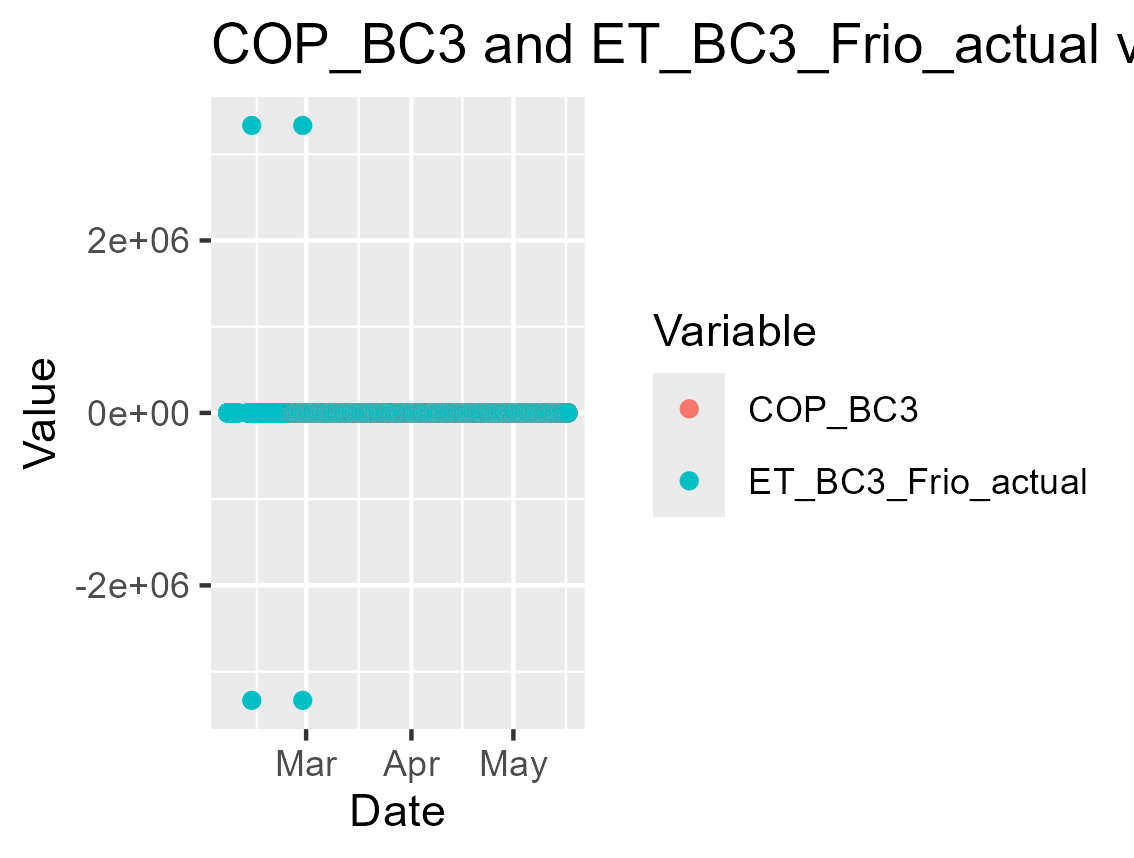 COP_BC3 and ET_BC3_Frio_actual v
2e+06
0e+00
-2e+06
Value
Mar Apr May
Date
Variable
COP_BC3
ET_BC3_Frio_actual